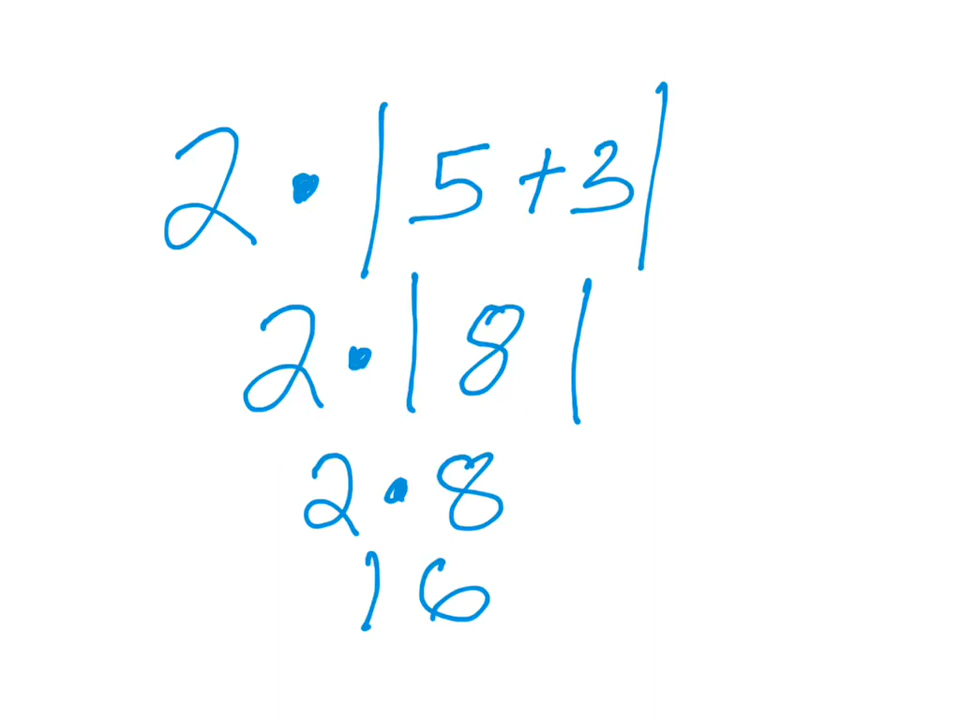 2 • |5 + 3|
2 • |8|
2 • 8
16